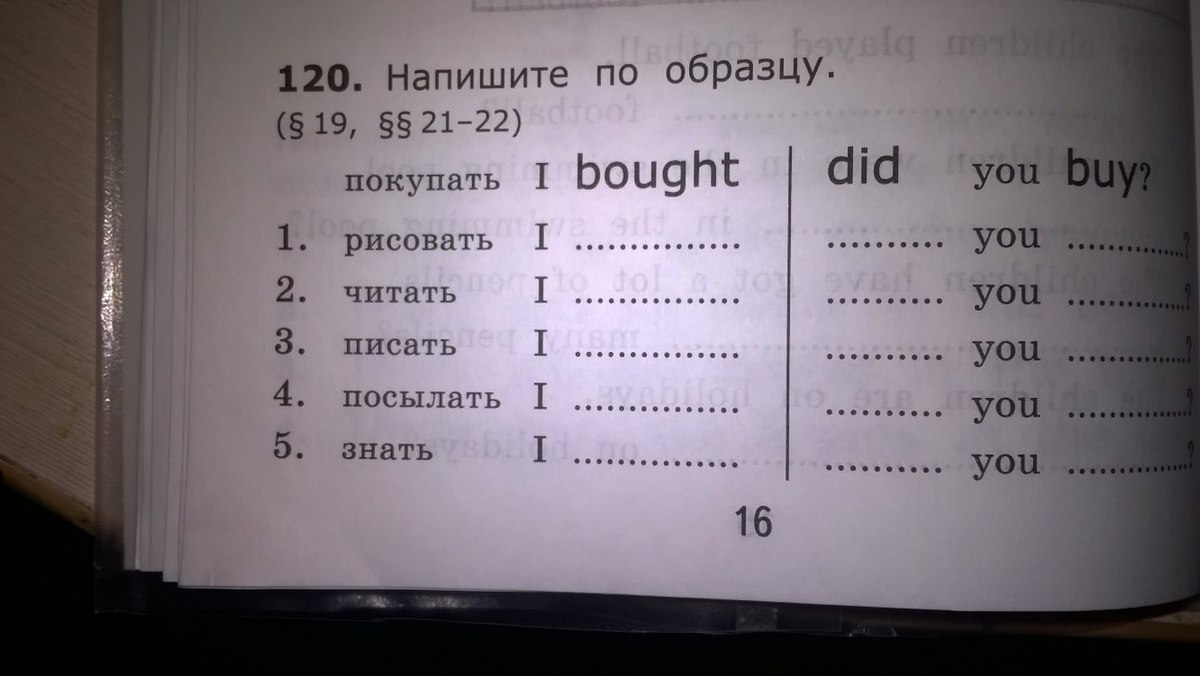 120. Напишите по образцу.
(§ 19, §§ 21–22)
покупать I bought did you buy?
1. рисовать I ............... .......... you ...............?
2. читать I ............... .......... you ...............?
3. писать I ............... .......... you ...............?
4. посылать I ............... .......... you ...............?
5. знать I ............... .......... you ...............?
16